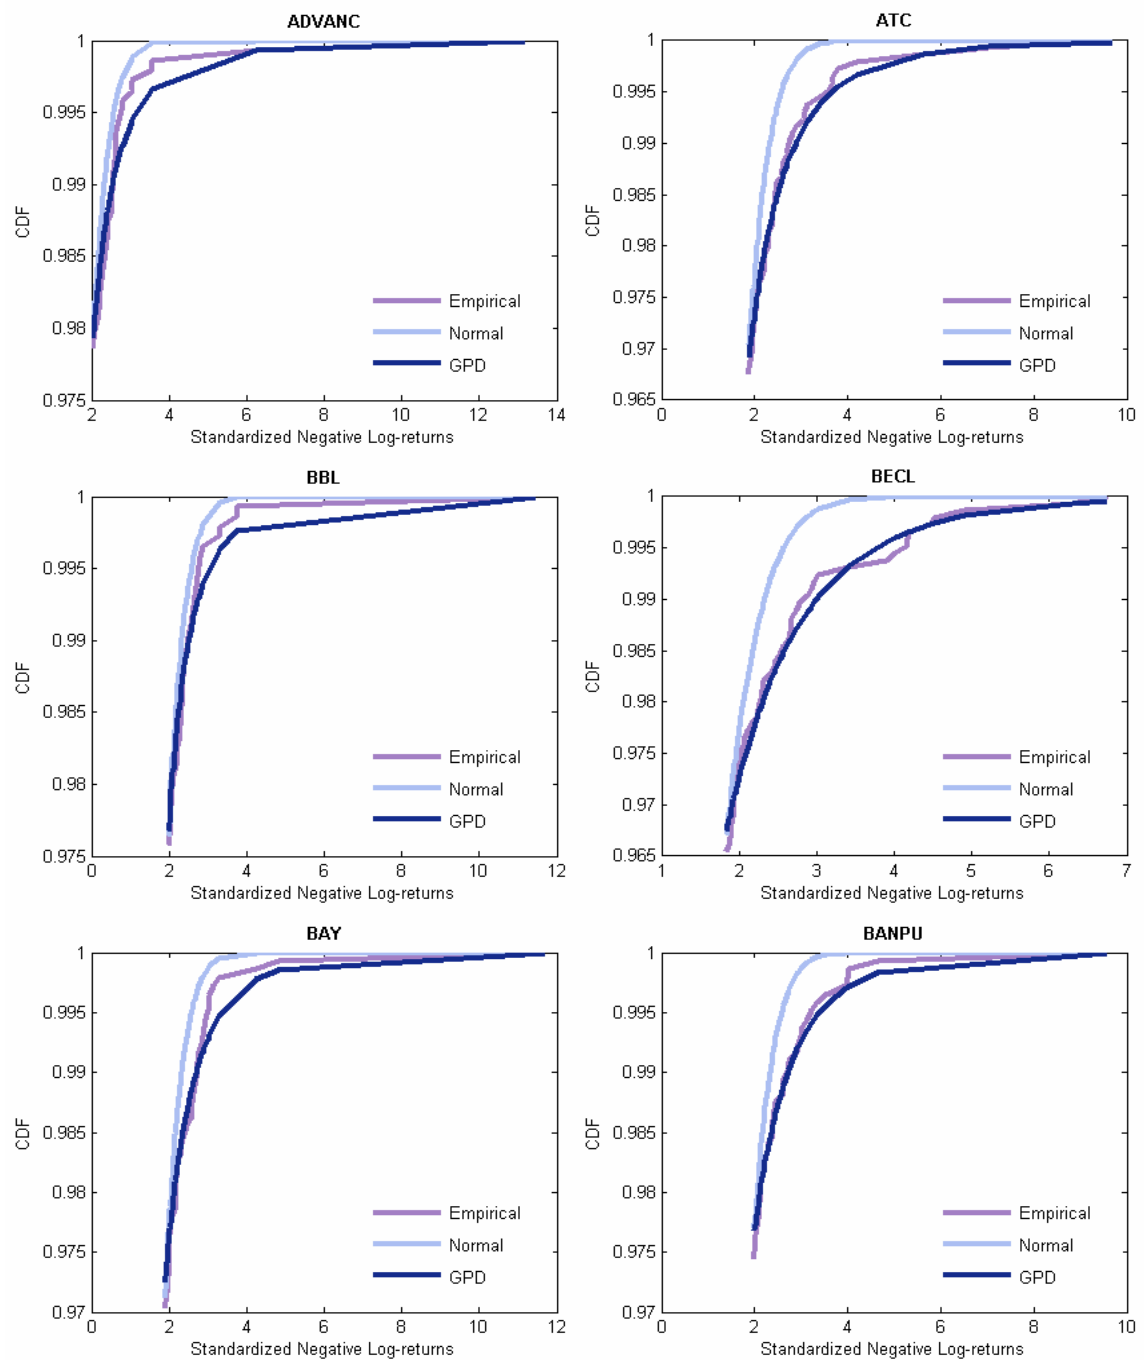 ADVANC
1
0.995
0.99
0.985
0.98
0.975
CDF
Empirical
Normal
GPD
2 4 6 8 10 12 14
Standardized Negative Log-returns
ATC
1
0.995
0.99
0.985
0.98
0.975
0.97
0.965
CDF
Empirical
Normal
GPD
0 2 4 6 8 10
Standardized Negative Log-returns
BBL
1
0.995
0.99
0.985
0.98
0.975
CDF
Empirical
Normal
GPD
0 2 4 6 8 10 12
Standardized Negative Log-returns
BECL
1
0.995
0.99
0.985
0.98
0.975
0.97
0.965
CDF
Empirical
Normal
GPD
1 2 3 4 5 6 7
Standardized Negative Log-returns
BAY
1
0.995
0.99
0.985
0.98
0.975
0.97
CDF
Empirical
Normal
GPD
0 2 4 6 8 10 12
Standardized Negative Log-returns
BANPU
1
0.995
0.99
0.985
0.98
0.975
0.97
CDF
Empirical
Normal
GPD
0 2 4 6 8 10
Standardized Negative Log-returns